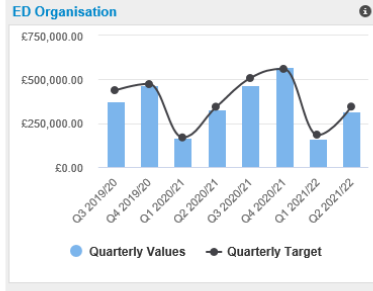 ED Organisation
£750,000.00
£500,000.00
£250,000.00
£0.00
Q3 2019/20
Q4 2019/20
Q1 2020/21
Q2 2020/21
Q3 2020/21
Q4 2020/21
Q1 2021/22
Q2 2021/22
Quarterly Values
Quarterly Target